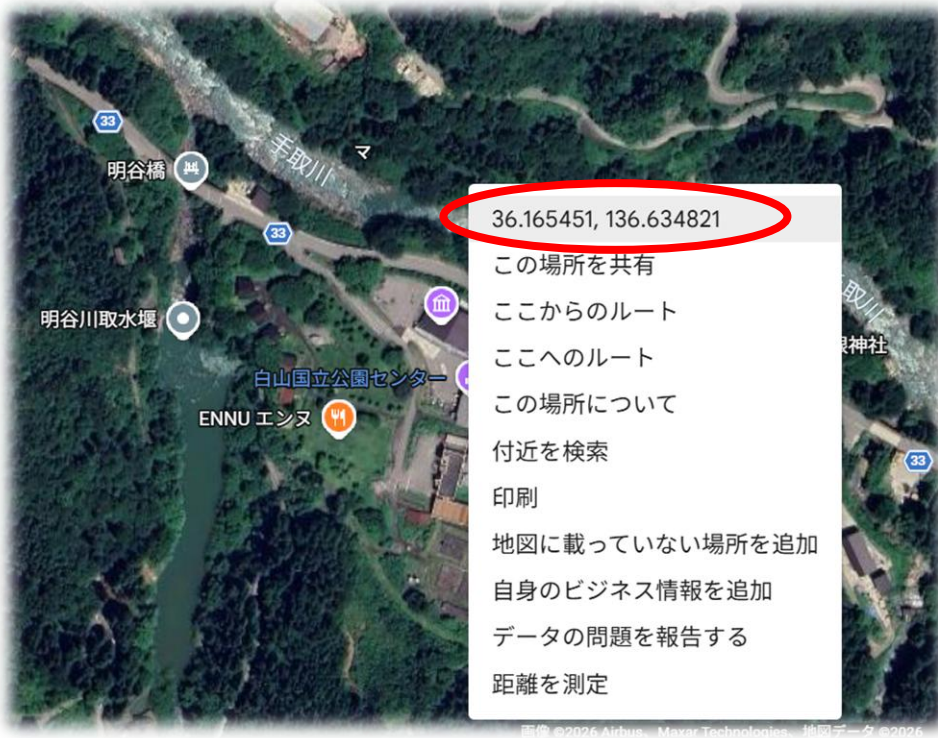 33
手取川
マ
明谷橋
33
36.165451, 136.634821
この場所を共有
ここからのルート
明谷川取水堰
取川
神社
ここへのルート
白山国立公園センター
この場所について
ENNU エンヌ
付近を検索
33
印刷
地図に載っていない場所を追加
自身のビジネス情報を追加
データの問題を報告する
距離を測定
画像 ©2026 Airbus、Maxar Technologies、地図データ ©2026